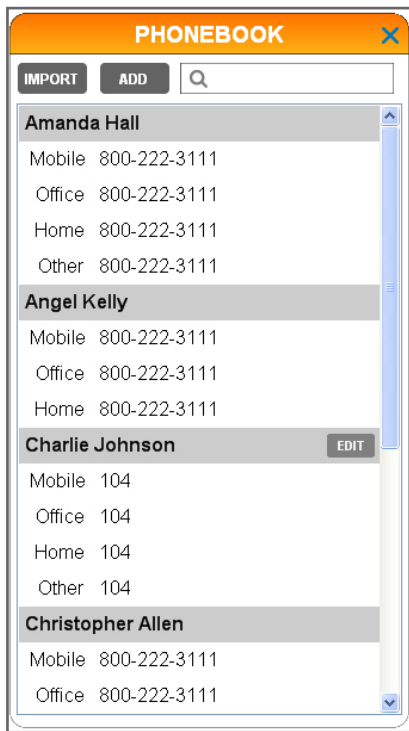 PHONEBOOK
IMPORT ADD
Amanda Hall
Mobile 800-222-3111
Office 800-222-3111
Home 800-222-3111
Other 800-222-3111
Angel Kelly
Mobile 800-222-3111
Office 800-222-3111
Home 800-222-3111
Charlie Johnson EDIT
Mobile 104
Office 104
Home 104
Other 104
Christopher Allen
Mobile 800-222-3111
Office 800-222-3111